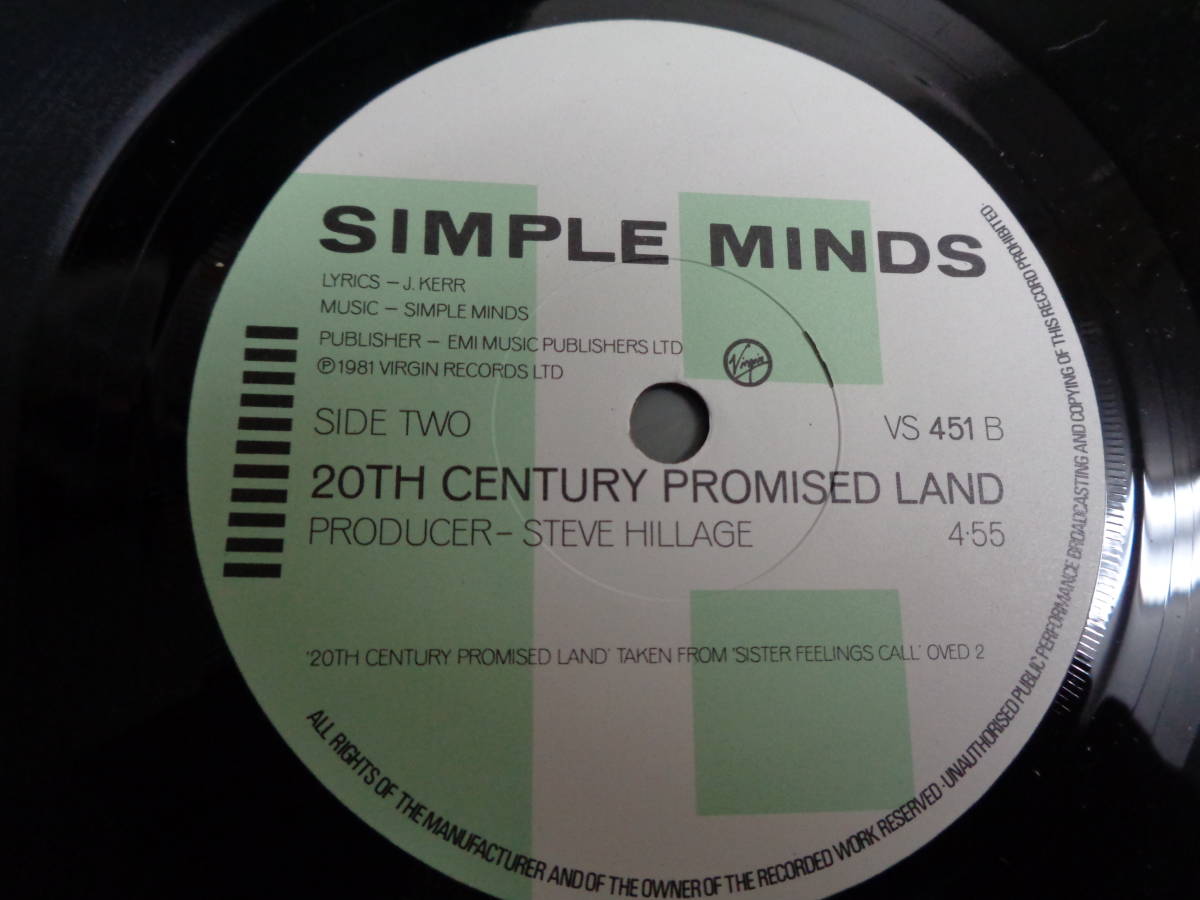 SIMPLE MINDS
LYRICS – J. KERR
MUSIC – SIMPLE MINDS
PUBLISHER – EMI MUSIC PUBLISHERS LTD
Ⓟ 1981 VIRGIN RECORDS LTD
Virgin
SIDE TWO VS 451 B
20TH CENTURY PROMISED LAND
PRODUCER – STEVE HILLAGE 4·55
'20TH CENTURY PROMISED LAND' TAKEN FROM 'SISTER FEELINGS CALL' OVED 2
ALL RIGHTS OF THE MANUFACTURER AND OF THE OWNER OF THE RECORDED WORK RESERVED · UNAUTHORISED PUBLIC PERFORMANCE BROADCASTING AND COPYING OF THIS RECORD PROHIBITED ·